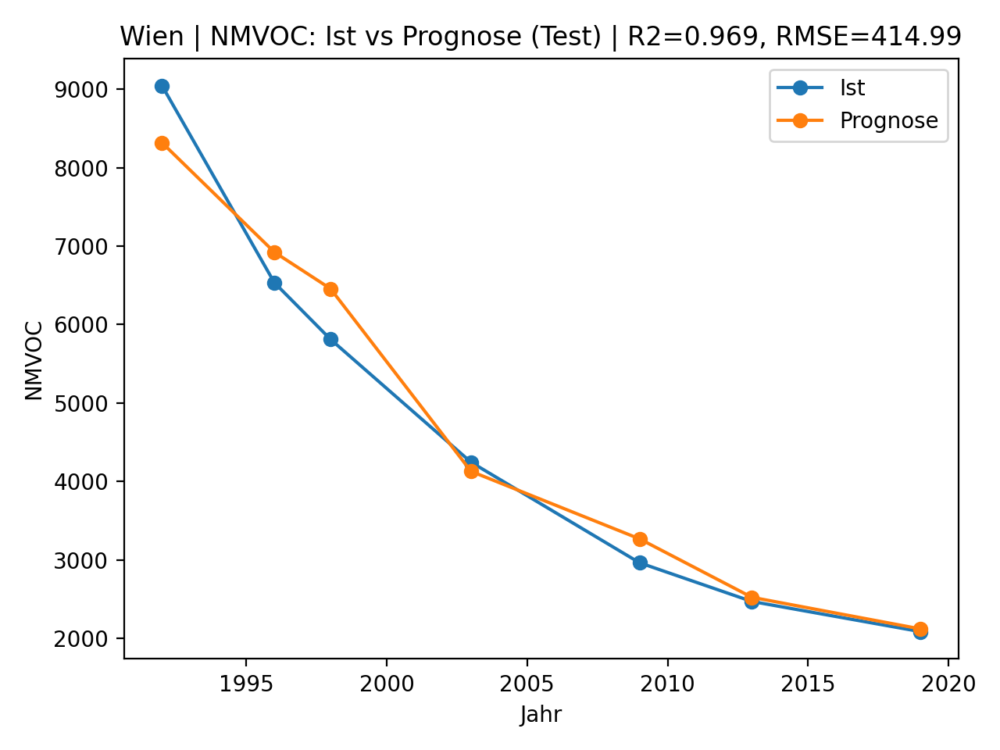 Wien | NMVOC: Ist vs Prognose (Test) | R2=0.969, RMSE=414.99
Ist
Prognose
9000
8000
7000
6000
5000
4000
3000
2000
NMVOC
1995 2000 2005 2010 2015 2020
Jahr